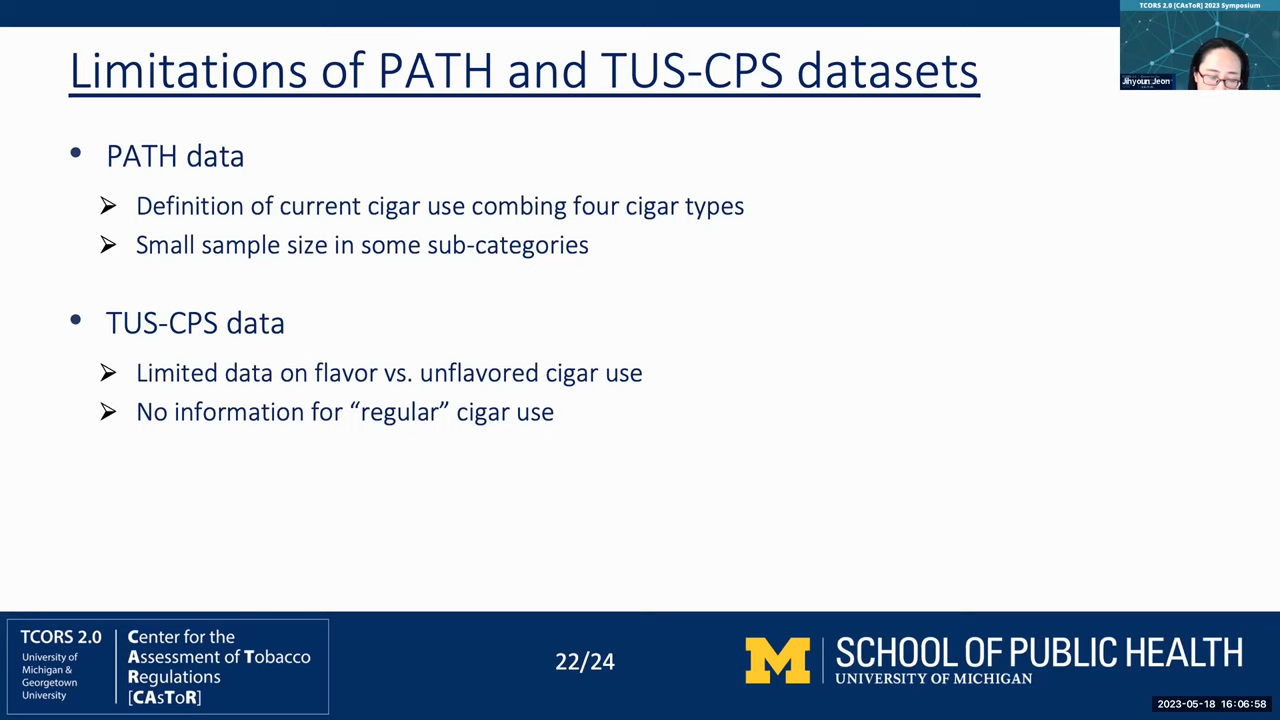 TCORS 2.0 [CAsToR] 2023 Symposium
Jihyoun Jeon
Limitations of PATH and TUS-CPS datasets
• PATH data
➢ Definition of current cigar use combing four cigar types
➢ Small sample size in some sub-categories
• TUS-CPS data
➢ Limited data on flavor vs. unflavored cigar use
➢ No information for “regular” cigar use
TCORS 2.0
University of
Michigan &
Georgetown
University
Center for the
Assessment of Tobacco
Regulations
[CAsToR]
22/24
M
SCHOOL OF PUBLIC HEALTH
UNIVERSITY OF MICHIGAN
2023-05-18 16:06:58